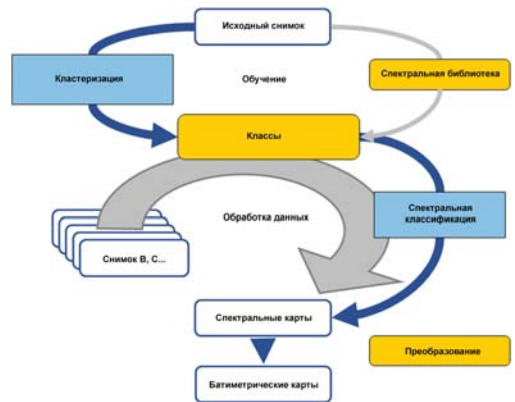 Исходный снимок
Кластеризация
Обучение
Спектральная библиотека
Классы
Спектральная
классификация
Обработка данных
Снимок B, C...
Спектральные карты
Преобразование
Батиметрические карты